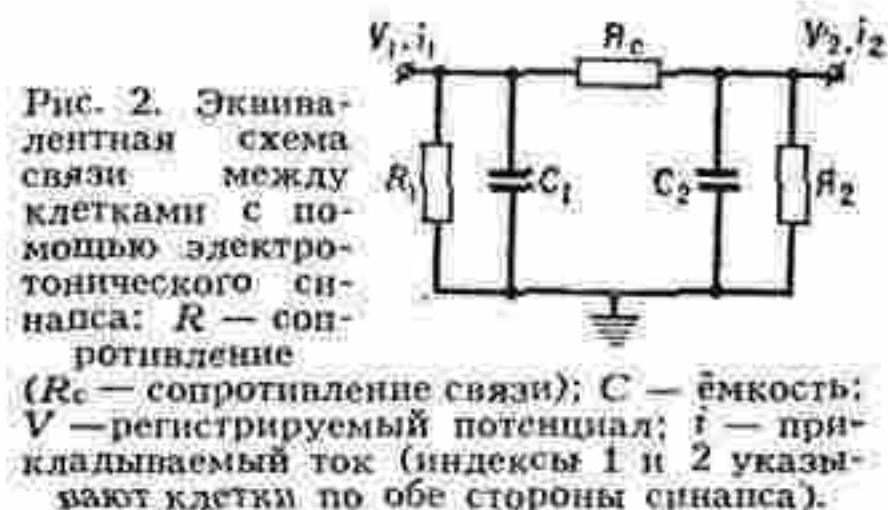 V₁, i₁ Rc V₂, i₂
R₁ C₁ C₂ R₂
Рис. 2. Эквива-
лентная схема
связи между
клетками с по-
мощью электро-
тонического си-
напса: R — соп-
ротивление
(Rc — сопротивление связи); C — ёмкость;
V — регистрируемый потенциал; i — при-
кладываемый ток (индексы 1 и 2 указы-
вают клетки по обе стороны синапса).